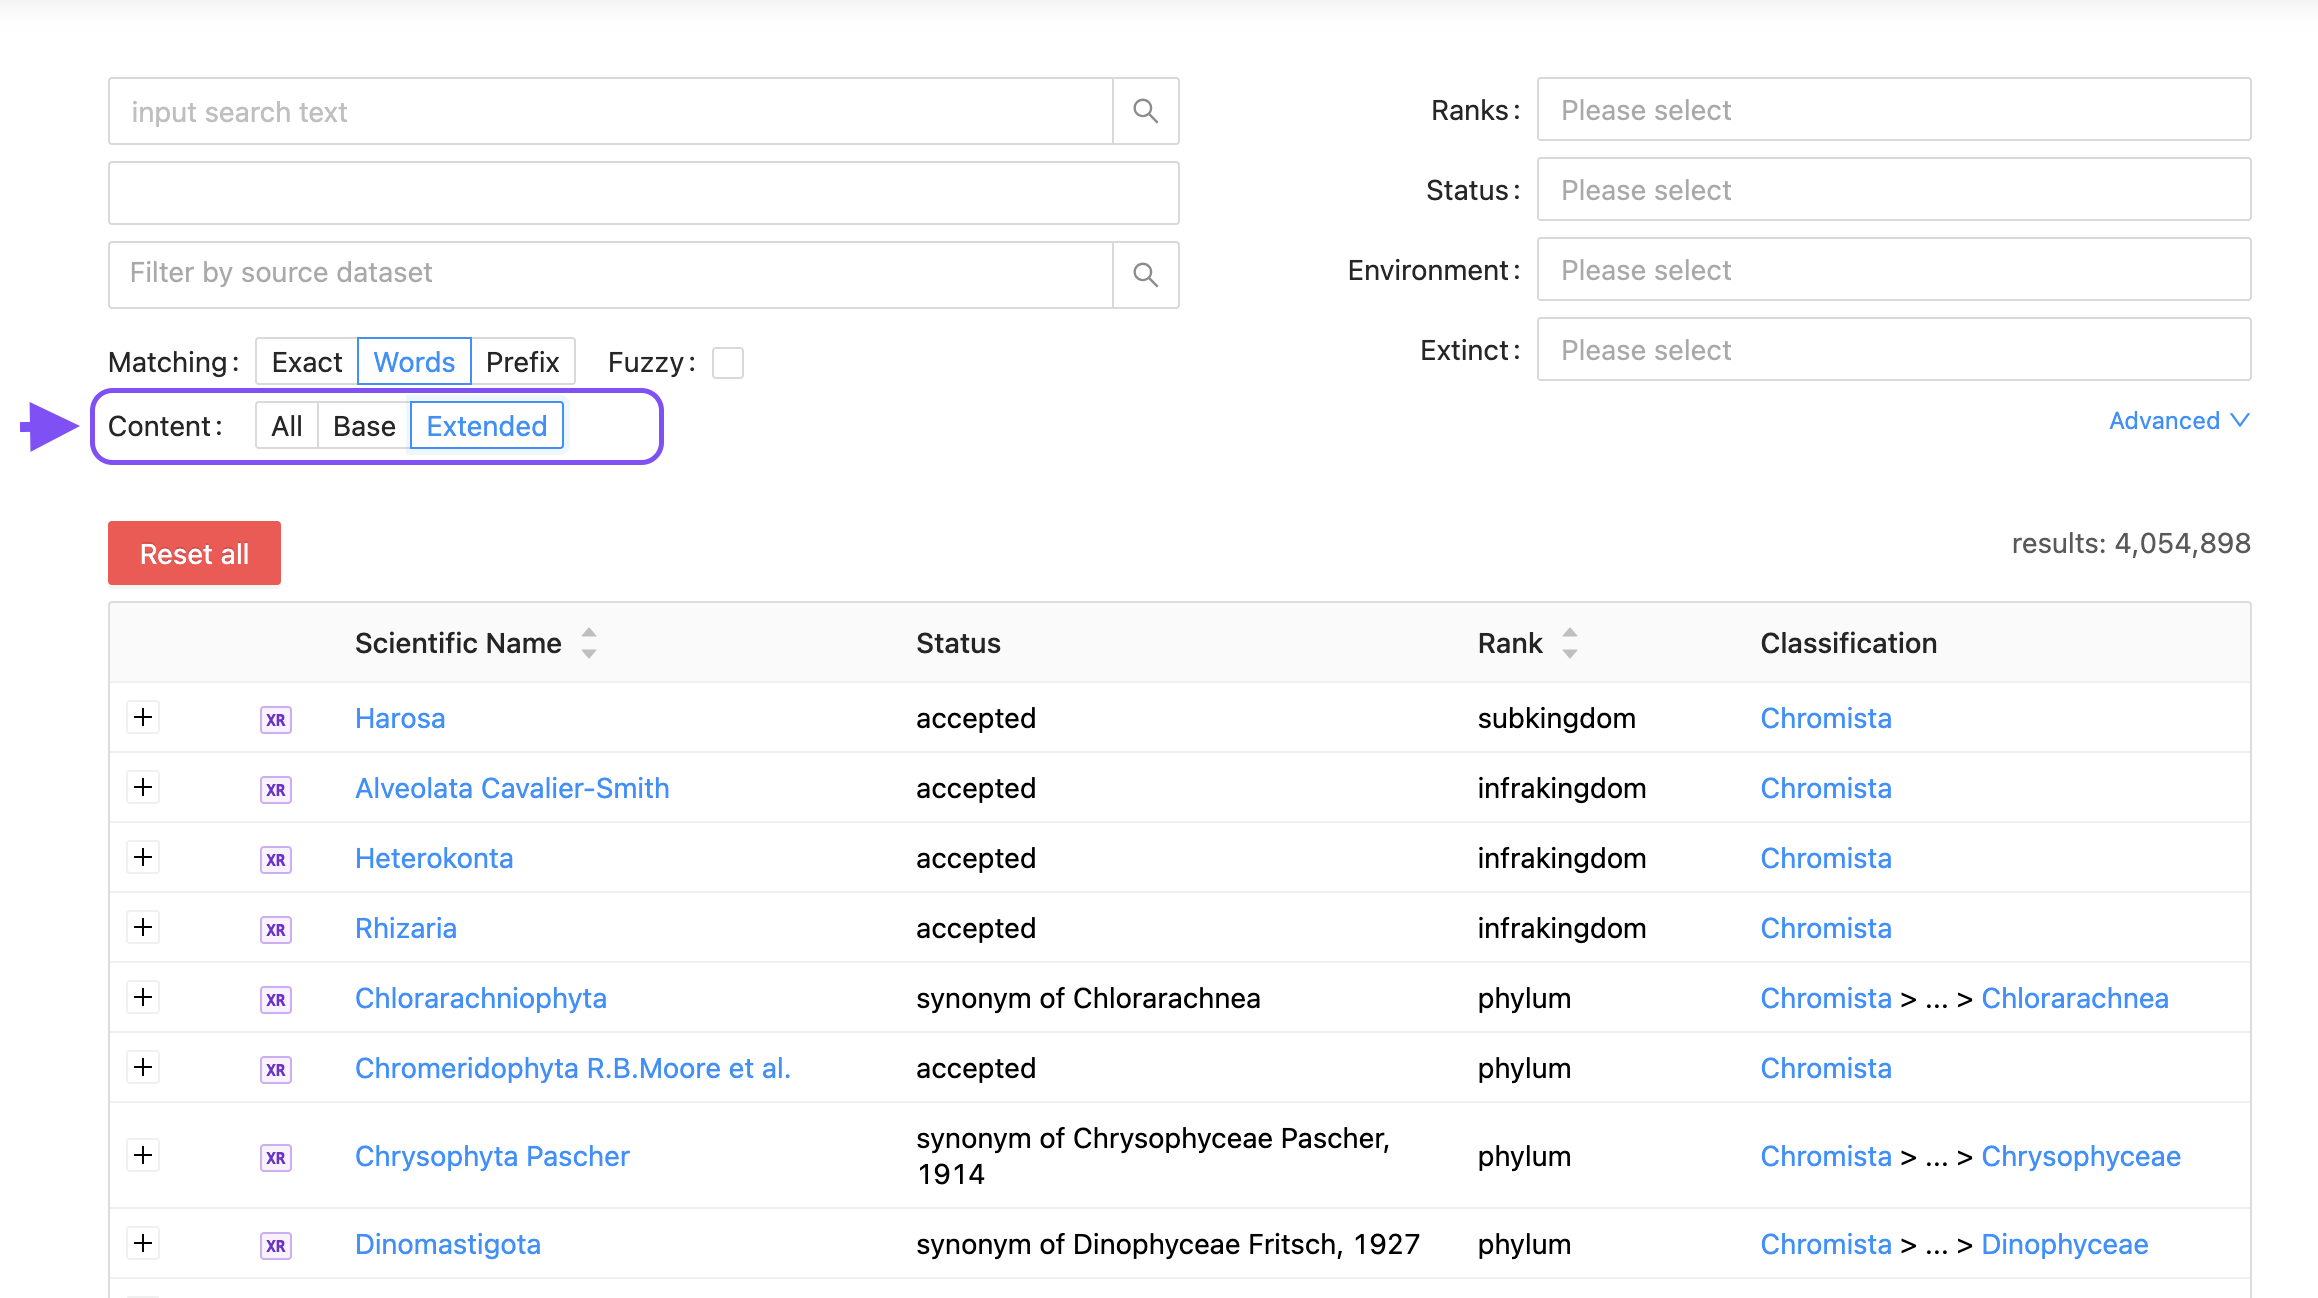 input search text
Filter by source dataset
Matching: Exact Words Prefix Fuzzy:
Content: All Base Extended
Ranks: Please select
Status: Please select
Environment: Please select
Extinct: Please select
Advanced
Reset all
results: 4,054,898
Scientific Name Status Rank Classification
XR Harosa accepted subkingdom Chromista
XR Alveolata Cavalier-Smith accepted infrakingdom Chromista
XR Heterokonta accepted infrakingdom Chromista
XR Rhizaria accepted infrakingdom Chromista
XR Chlorarachniophyta synonym of Chlorarachnea phylum Chromista > ... > Chlorarachnea
XR Chromeridophyta R.B.Moore et al. accepted phylum Chromista
XR Chrysophyta Pascher synonym of Chrysophyceae Pascher, phylum Chromista > ... > Chrysophyceae
1914
XR Dinomastigota synonym of Dinophyceae Fritsch, 1927 phylum Chromista > ... > Dinophyceae